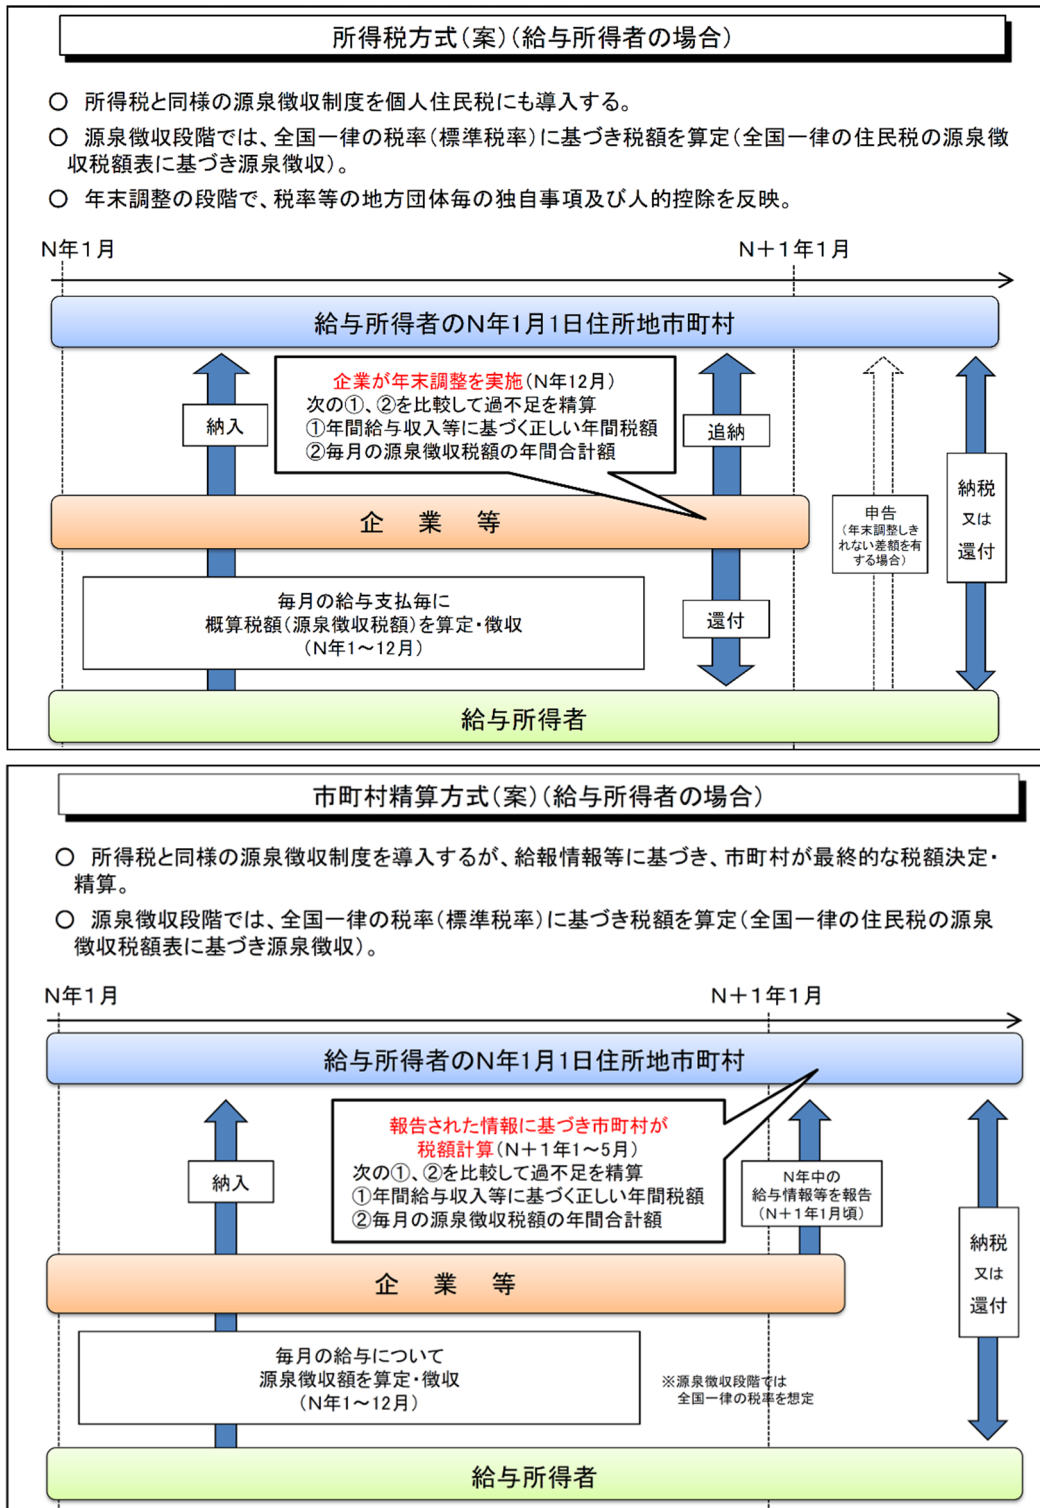 所得税方式(案)(給与所得者の場合)
○ 所得税と同様の源泉徴収制度を個人住民税にも導入する。
○ 源泉徴収段階では、全国一律の税率(標準税率)に基づき税額を算定(全国一律の住民税の源泉徴
収税額表に基づき源泉徴収)。
○ 年末調整の段階で、税率等の地方団体毎の独自事項及び人的控除を反映。
N年1月
N+1年1月
給与所得者のN年1月1日住所地市町村
企業が年末調整を実施(N年12月)
次の①、②を比較して過不足を精算
①年間給与収入等に基づく正しい年間税額
②毎月の源泉徴収税額の年間合計額
納入
追納
納税
又は
還付
企 業 等
申告
(年末調整しき
れない差額を有
する場合)
毎月の給与支払毎に
概算税額(源泉徴収税額)を算定・徴収
(N年1~12月)
還付
給与所得者
市町村精算方式(案)(給与所得者の場合)
○ 所得税と同様の源泉徴収制度を導入するが、給報情報等に基づき、市町村が最終的な税額決定・
精算。
○ 源泉徴収段階では、全国一律の税率(標準税率)に基づき税額を算定(全国一律の住民税の源泉
徴収税額表に基づき源泉徴収)。
N年1月
N+1年1月
給与所得者のN年1月1日住所地市町村
報告された情報に基づき市町村が
税額計算(N+1年1~5月)
次の①、②を比較して過不足を精算
①年間給与収入等に基づく正しい年間税額
②毎月の源泉徴収税額の年間合計額
納入
N年中の
給与情報等を報告
(N+1年1月頃)
納税
又は
還付
企 業 等
毎月の給与について
源泉徴収額を算定・徴収
(N年1~12月)
※源泉徴収段階では
全国一律の税率を想定
給与所得者